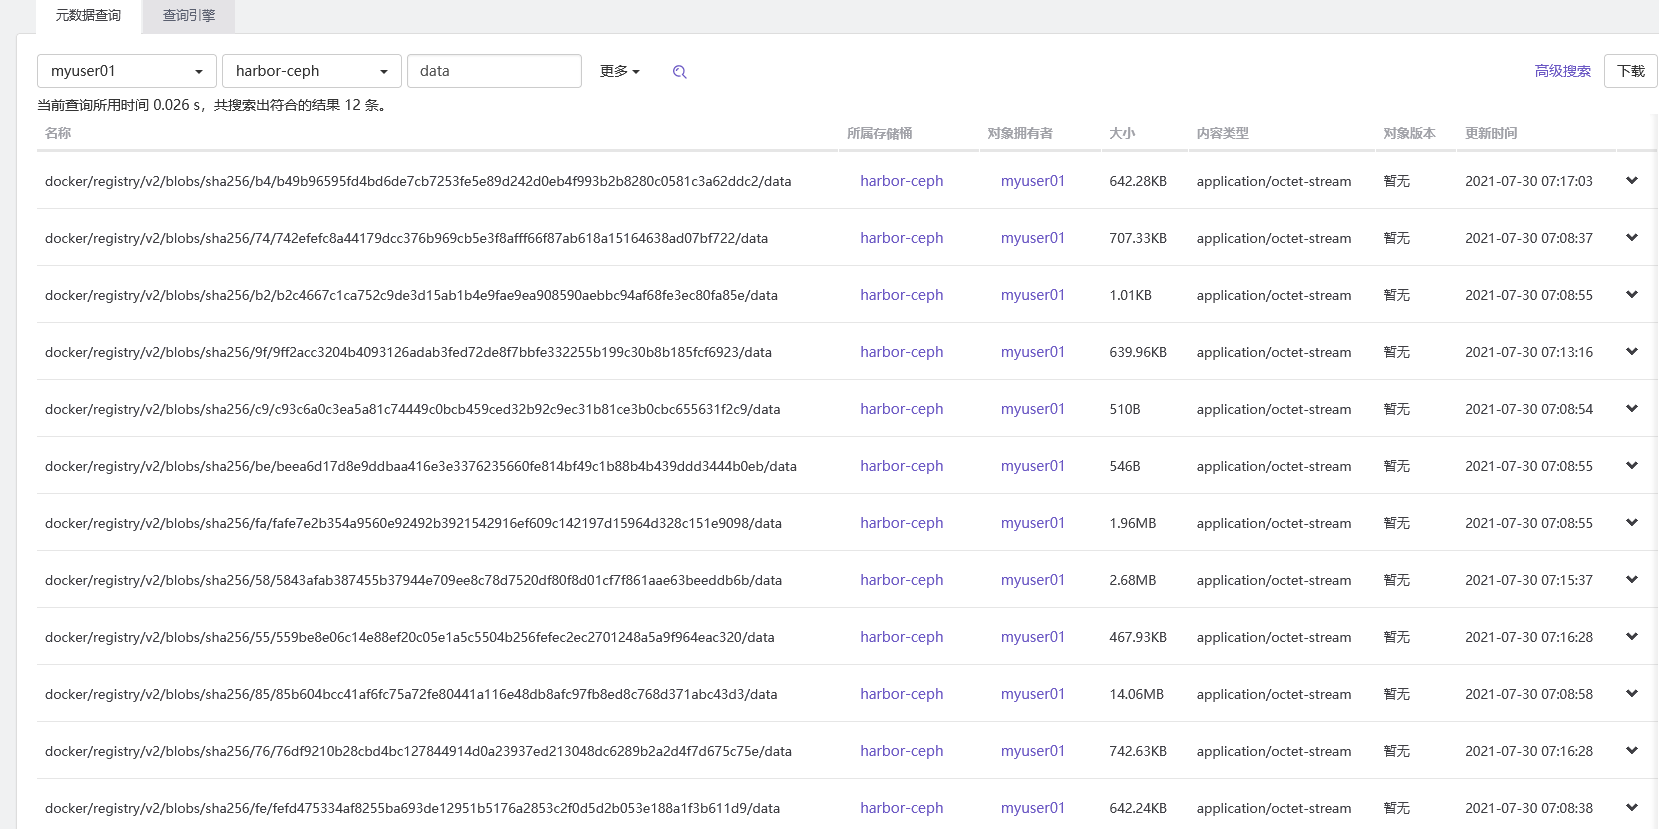 元数据查询 查询引擎
myuser01 harbor-ceph data 更多 高级搜索 下载
当前查询所用时间 0.026 s，共搜索出符合的结果 12 条。
名称 所属存储桶 对象拥有者 大小 内容类型 对象版本 更新时间
docker/registry/v2/blobs/sha256/b4/b49b96595fd4bd6de7cb7253fe5e89d242d0eb4f993b2b8280c0581c3a62ddc2/data harbor-ceph myuser01 642.28KB application/octet-stream 暂无 2021-07-30 07:17:03
docker/registry/v2/blobs/sha256/74/742efefc8a44179dcc376b969cb5e3f8afff66f87ab618a15164638ad07bf722/data harbor-ceph myuser01 707.33KB application/octet-stream 暂无 2021-07-30 07:08:37
docker/registry/v2/blobs/sha256/b2/b2c4667c1ca752c9de3d15ab1b4e9fae9ea908590aebbc94af68fe3ec80fa85e/data harbor-ceph myuser01 1.01KB application/octet-stream 暂无 2021-07-30 07:08:55
docker/registry/v2/blobs/sha256/9f/9ff2acc3204b4093126adab3fed72de8f7bbfe332255b199c30b8b185fcf6923/data harbor-ceph myuser01 639.96KB application/octet-stream 暂无 2021-07-30 07:13:16
docker/registry/v2/blobs/sha256/c9/c93c6a0c3ea5a81c74449c0bcb459ced32b92c9ec31b81ce3b0cbc655631f2c9/data harbor-ceph myuser01 510B application/octet-stream 暂无 2021-07-30 07:08:54
docker/registry/v2/blobs/sha256/be/beea6d17d8e9ddbaa416e3e3376235660fe814bf49c1b88b4b439ddd3444b0eb/data harbor-ceph myuser01 546B application/octet-stream 暂无 2021-07-30 07:08:55
docker/registry/v2/blobs/sha256/fa/fafe7e2b354a9560e92492b3921542916ef609c142197d15964d328c151e9098/data harbor-ceph myuser01 1.96MB application/octet-stream 暂无 2021-07-30 07:08:55
docker/registry/v2/blobs/sha256/58/5843afab387455b37944e709ee8c78d7520df80f8d01cf7f861aae63beeddb6b/data harbor-ceph myuser01 2.68MB application/octet-stream 暂无 2021-07-30 07:15:37
docker/registry/v2/blobs/sha256/55/559be8e06c14e88ef20c05e1a5c5504b256fefec2ec2701248a5a9f964eac320/data harbor-ceph myuser01 467.93KB application/octet-stream 暂无 2021-07-30 07:16:28
docker/registry/v2/blobs/sha256/85/85b604bcc41af6fc75a72fe80441a116e48db8afc97fb8ed8c768d371abc43d3/data harbor-ceph myuser01 14.06MB application/octet-stream 暂无 2021-07-30 07:08:58
docker/registry/v2/blobs/sha256/76/76df9210b28cbd4bc127844914d0a23937ed213048dc6289b2a2d4f7d675c75e/data harbor-ceph myuser01 742.63KB application/octet-stream 暂无 2021-07-30 07:16:28
docker/registry/v2/blobs/sha256/fe/fefd475334af8255ba693de12951b5176a2853c2f0d5d2b053e188a1f3b611d9/data harbor-ceph myuser01 642.24KB application/octet-stream 暂无 2021-07-30 07:08:38